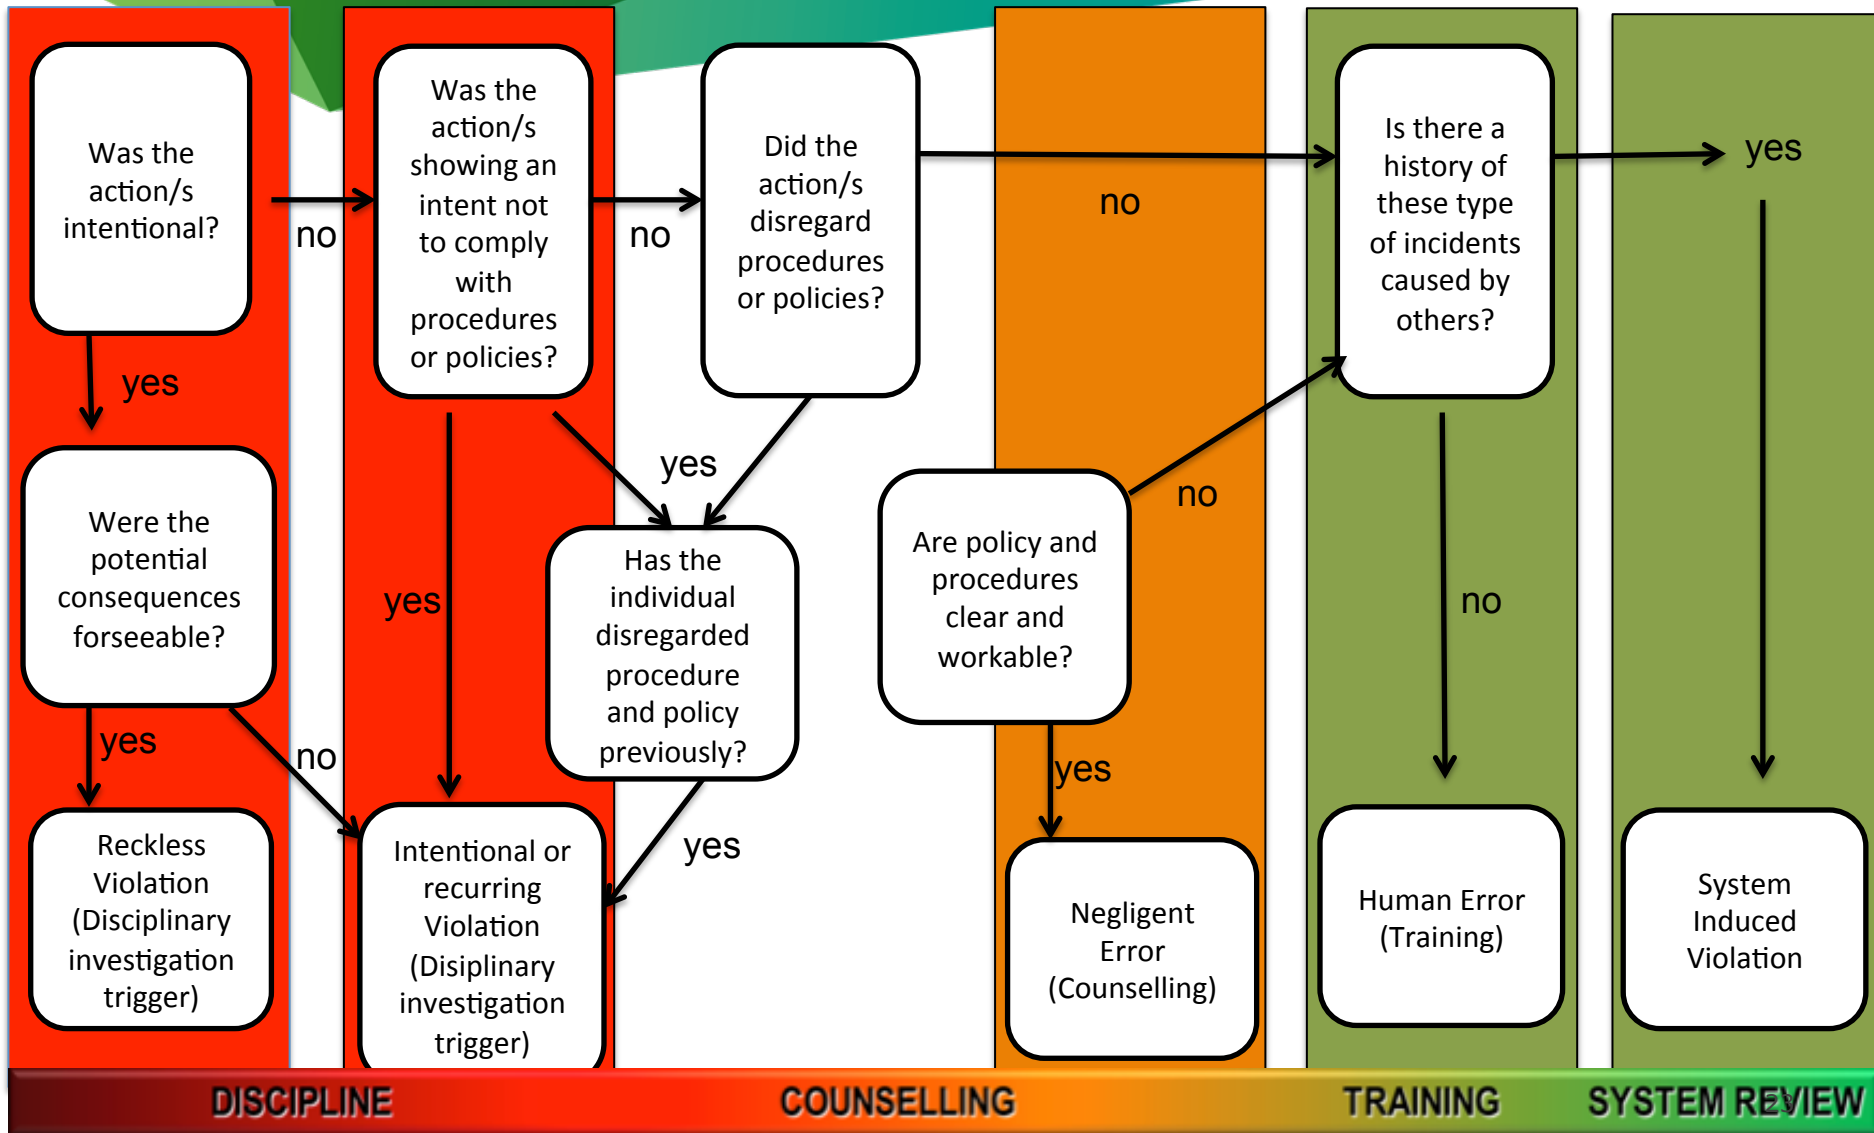 Was the
action/s
intentional?
no
yes
Were the
potential
consequences
forseeable?
yes
no
Reckless
Violation
(Disciplinary
investigation
trigger)
Was the
action/s
showing an
intent not
to comply
with
procedures
or policies?
no
yes
Intentional or
recurring
Violation
(Disiplinary
investigation
trigger)
Did the
action/s
disregard
procedures
or policies?
no
yes
Has the
individual
disregarded
procedure
and policy
previously?
yes
Are policy and
procedures
clear and
workable?
no
yes
Negligent
Error
(Counselling)
Is there a
history of
these type
of incidents
caused by
others?
no
Human Error
(Training)
yes
System
Induced
Violation
DISCIPLINE
COUNSELLING
TRAINING
SYSTEM REVIEW
23